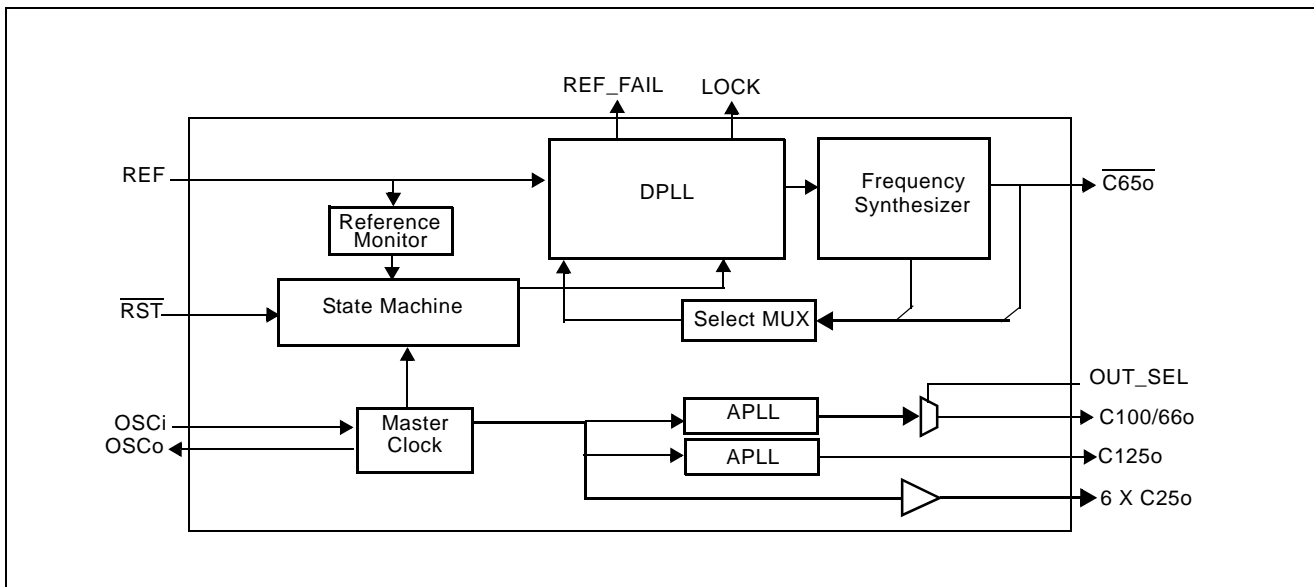 REF_FAIL
LOCK
REF
DPLL
Frequency
Synthesizer
C65o
Reference
Monitor
State Machine
RST
Select MUX
OUT_SEL
OSCi
OSCo
Master
Clock
APLL
C100/66o
APLL
C125o
6 X C25o